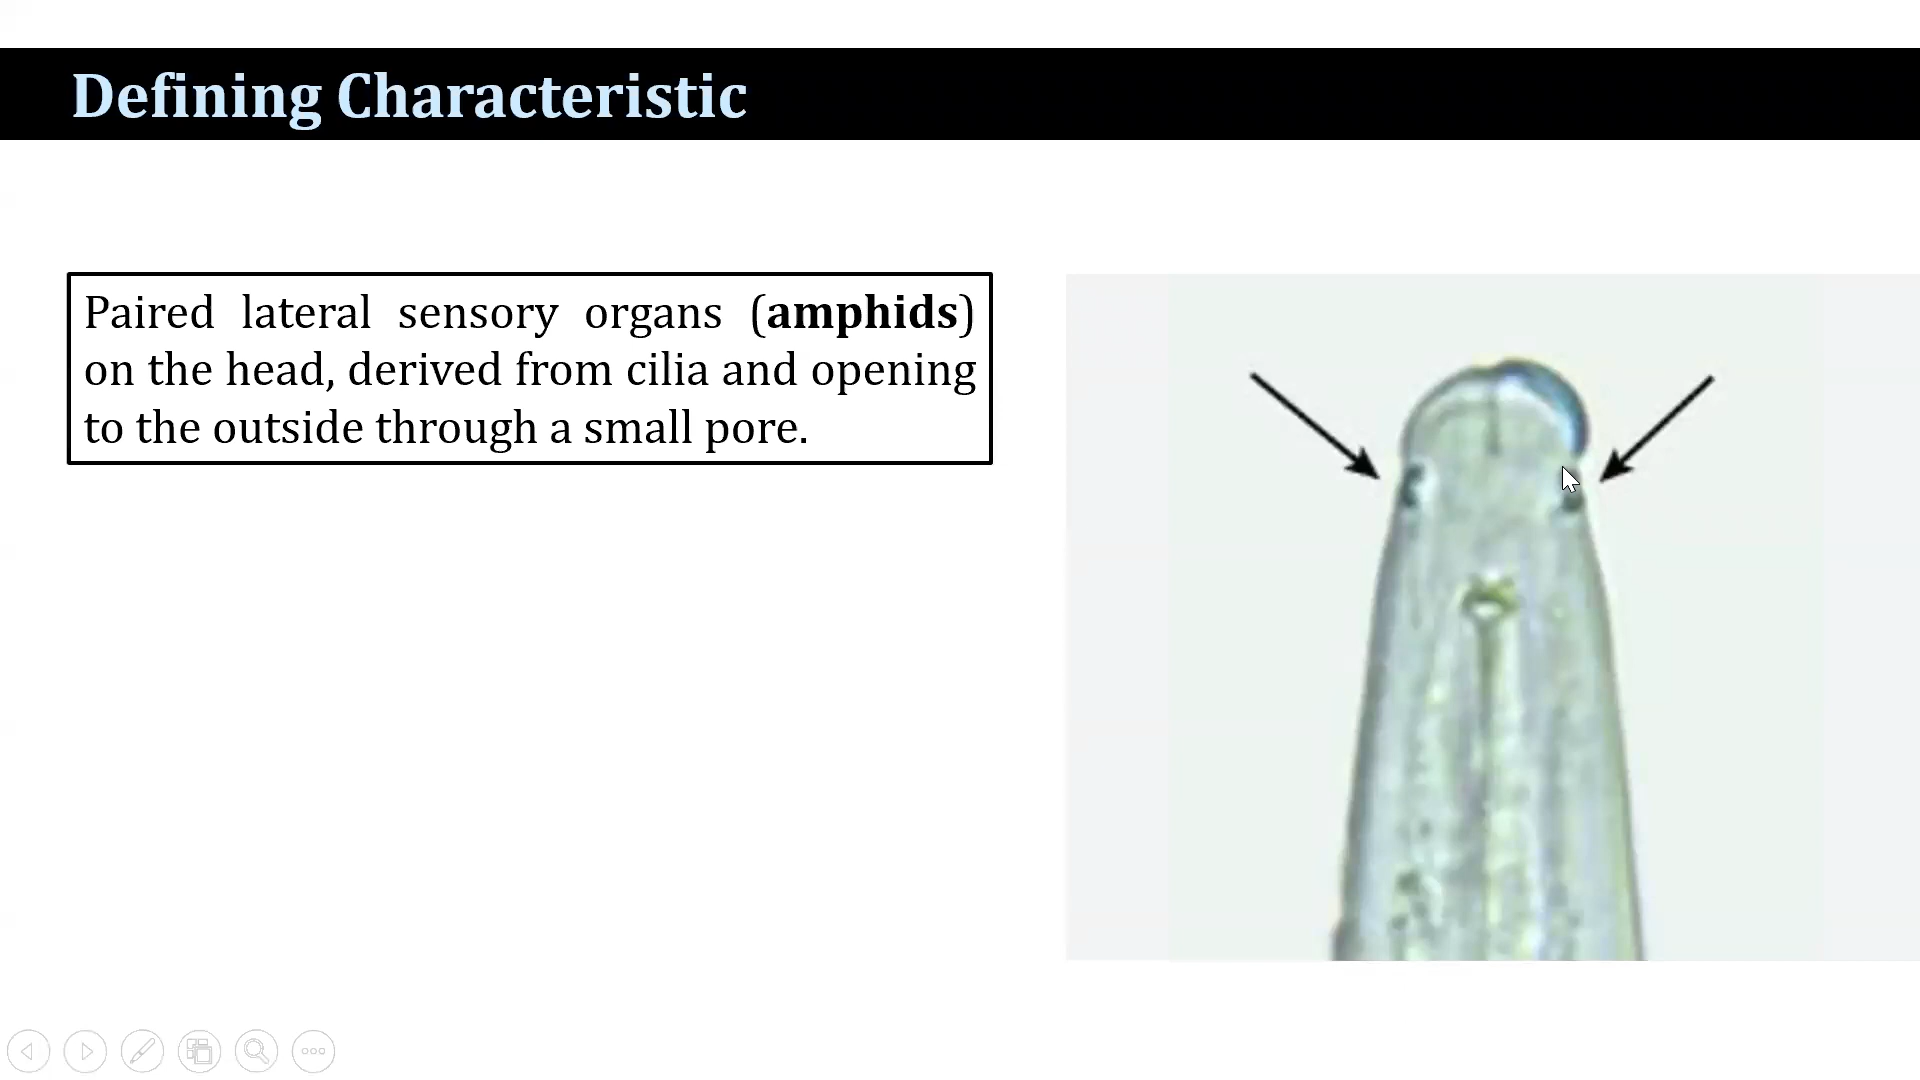 Defining Characteristic
Paired lateral sensory organs (amphids)
on the head, derived from cilia and opening
to the outside through a small pore.